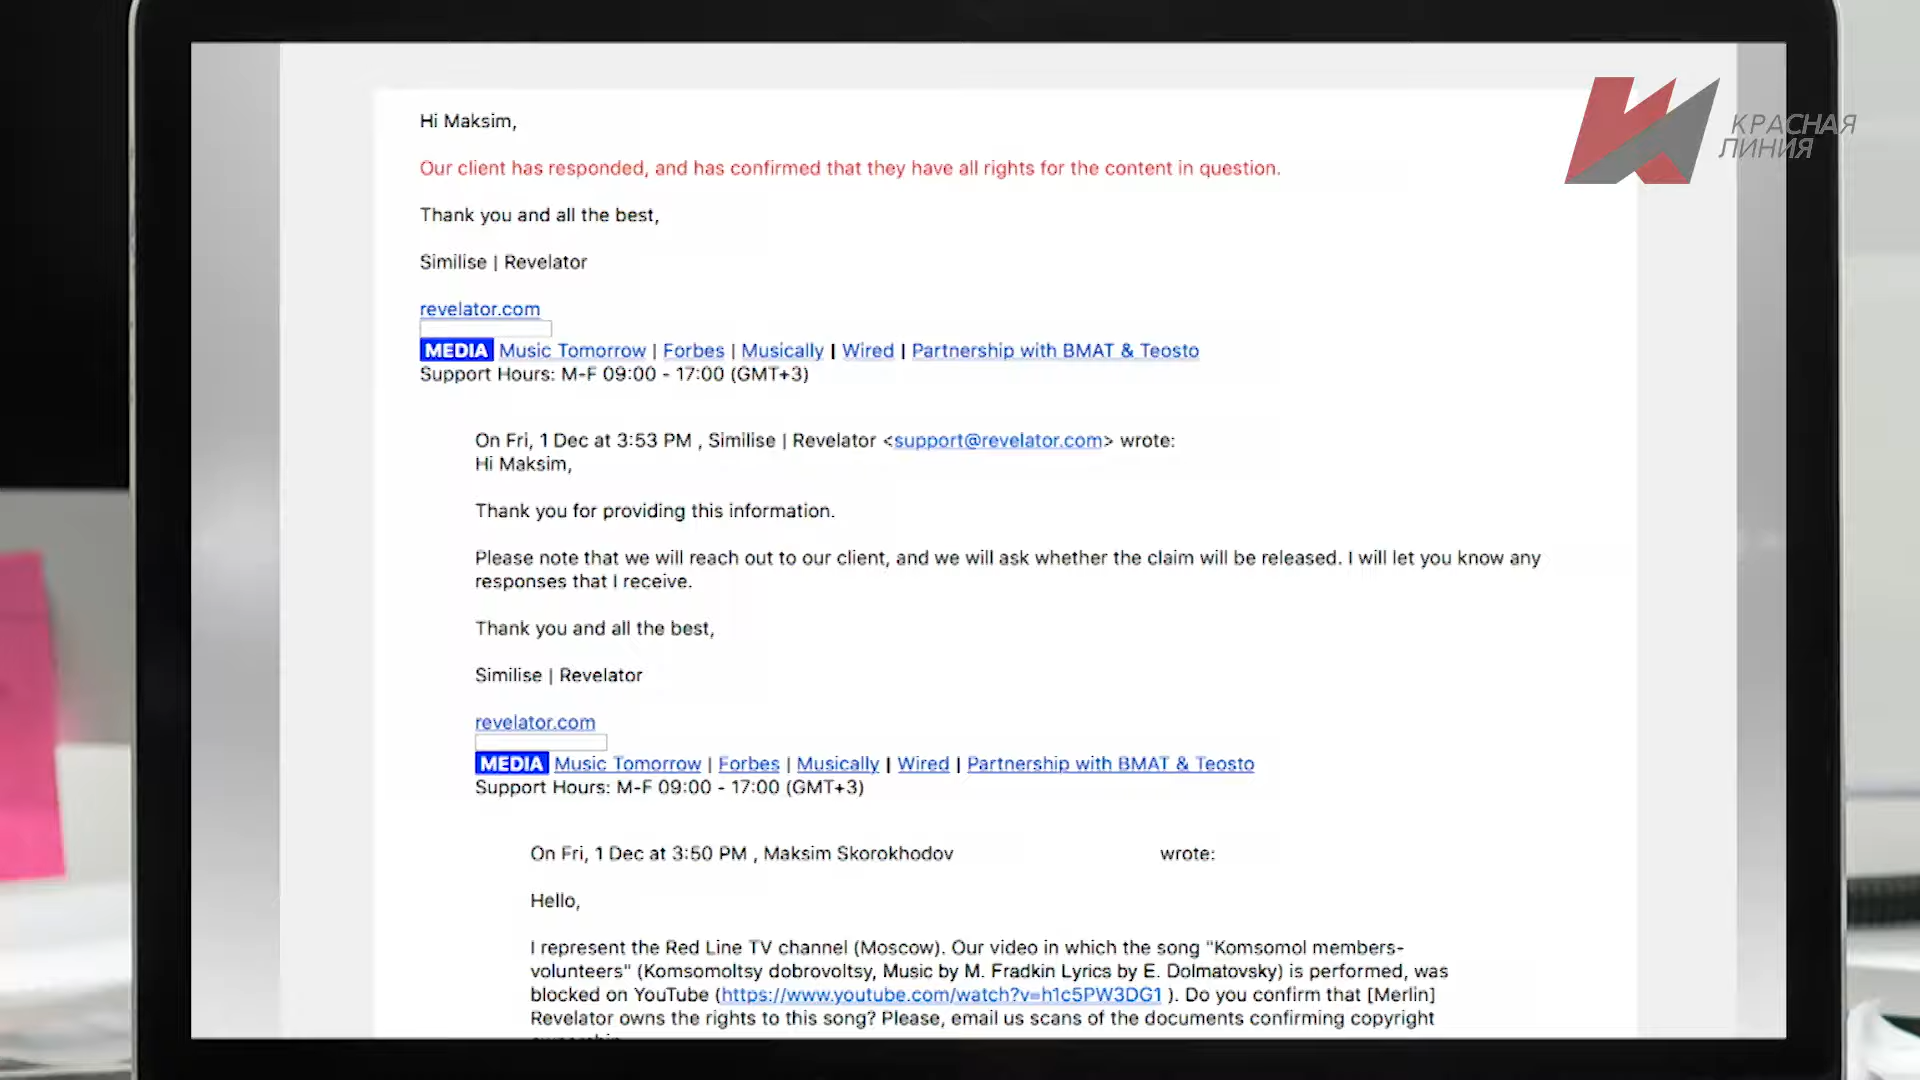 КРАСНАЯ
ЛИНИЯ
Hi Maksim,
Our client has responded, and has confirmed that they have all rights for the content in question.
Thank you and all the best,
Similise | Revelator
revelator.com
MEDIA Music Tomorrow | Forbes | Musically | Wired | Partnership with BMAT & Teosto
Support Hours: M-F 09:00 - 17:00 (GMT+3)
On Fri, 1 Dec at 3:53 PM , Similise | Revelator <support@revelator.com> wrote:
Hi Maksim,
Thank you for providing this information.
Please note that we will reach out to our client, and we will ask whether the claim will be released. I will let you know any
responses that I receive.
Thank you and all the best,
Similise | Revelator
revelator.com
MEDIA Music Tomorrow | Forbes | Musically | Wired | Partnership with BMAT & Teosto
Support Hours: M-F 09:00 - 17:00 (GMT+3)
On Fri, 1 Dec at 3:50 PM , Maksim Skorokhodov wrote:
Hello,
I represent the Red Line TV channel (Moscow). Our video in which the song "Komsomol members-
volunteers" (Komsomoltsy dobrovoltsy, Music by M. Fradkin Lyrics by E. Dolmatovsky) is performed, was
blocked on YouTube (https://www.youtube.com/watch?v=h1c5PW3DG1 ). Do you confirm that [Merlin]
Revelator owns the rights to this song? Please, email us scans of the documents confirming copyright